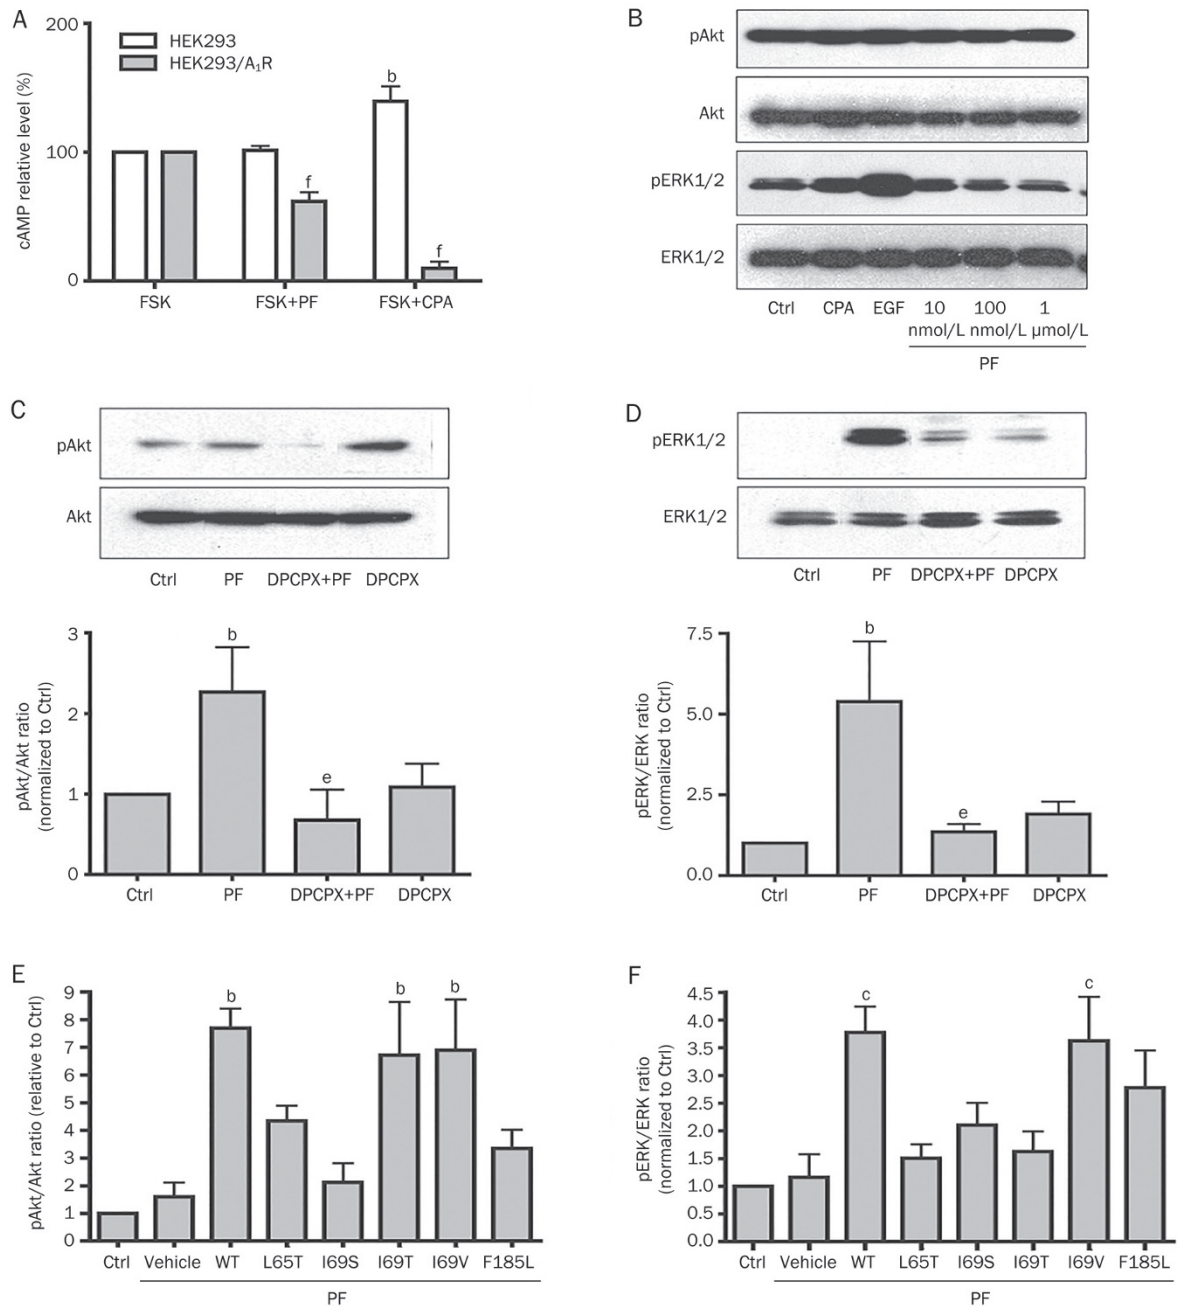 A
200
100
0
cAMP relative level (%)
HEK293
HEK293/A₁R
b
f
f
FSK
FSK+PF
FSK+CPA
B
pAkt
Akt
pERK1/2
ERK1/2
Ctrl CPA EGF 10 100 1
nmol/L nmol/L µmol/L
PF
C
pAkt
Akt
Ctrl PF DPCPX+PF DPCPX
3
2
1
0
pAkt/Akt ratio
(normalized to Ctrl)
b
e
Ctrl PF DPCPX+PF DPCPX
D
pERK1/2
ERK1/2
Ctrl PF DPCPX+PF DPCPX
7.5
5.0
2.5
0.0
pERK/ERK ratio
(normalized to Ctrl)
b
e
Ctrl PF DPCPX+PF DPCPX
E
9
8
7
6
5
4
3
2
1
0
pAkt/Akt ratio (relative to Ctrl)
b
b
b
Ctrl Vehicle WT L65T I69S I69T I69V F185L
PF
F
4.5
4.0
3.5
3.0
2.5
2.0
1.5
1.0
0.5
0.0
pERK/ERK ratio
(normalized to Ctrl)
c
c
Ctrl Vehicle WT L65T I69S I69T I69V F185L
PF